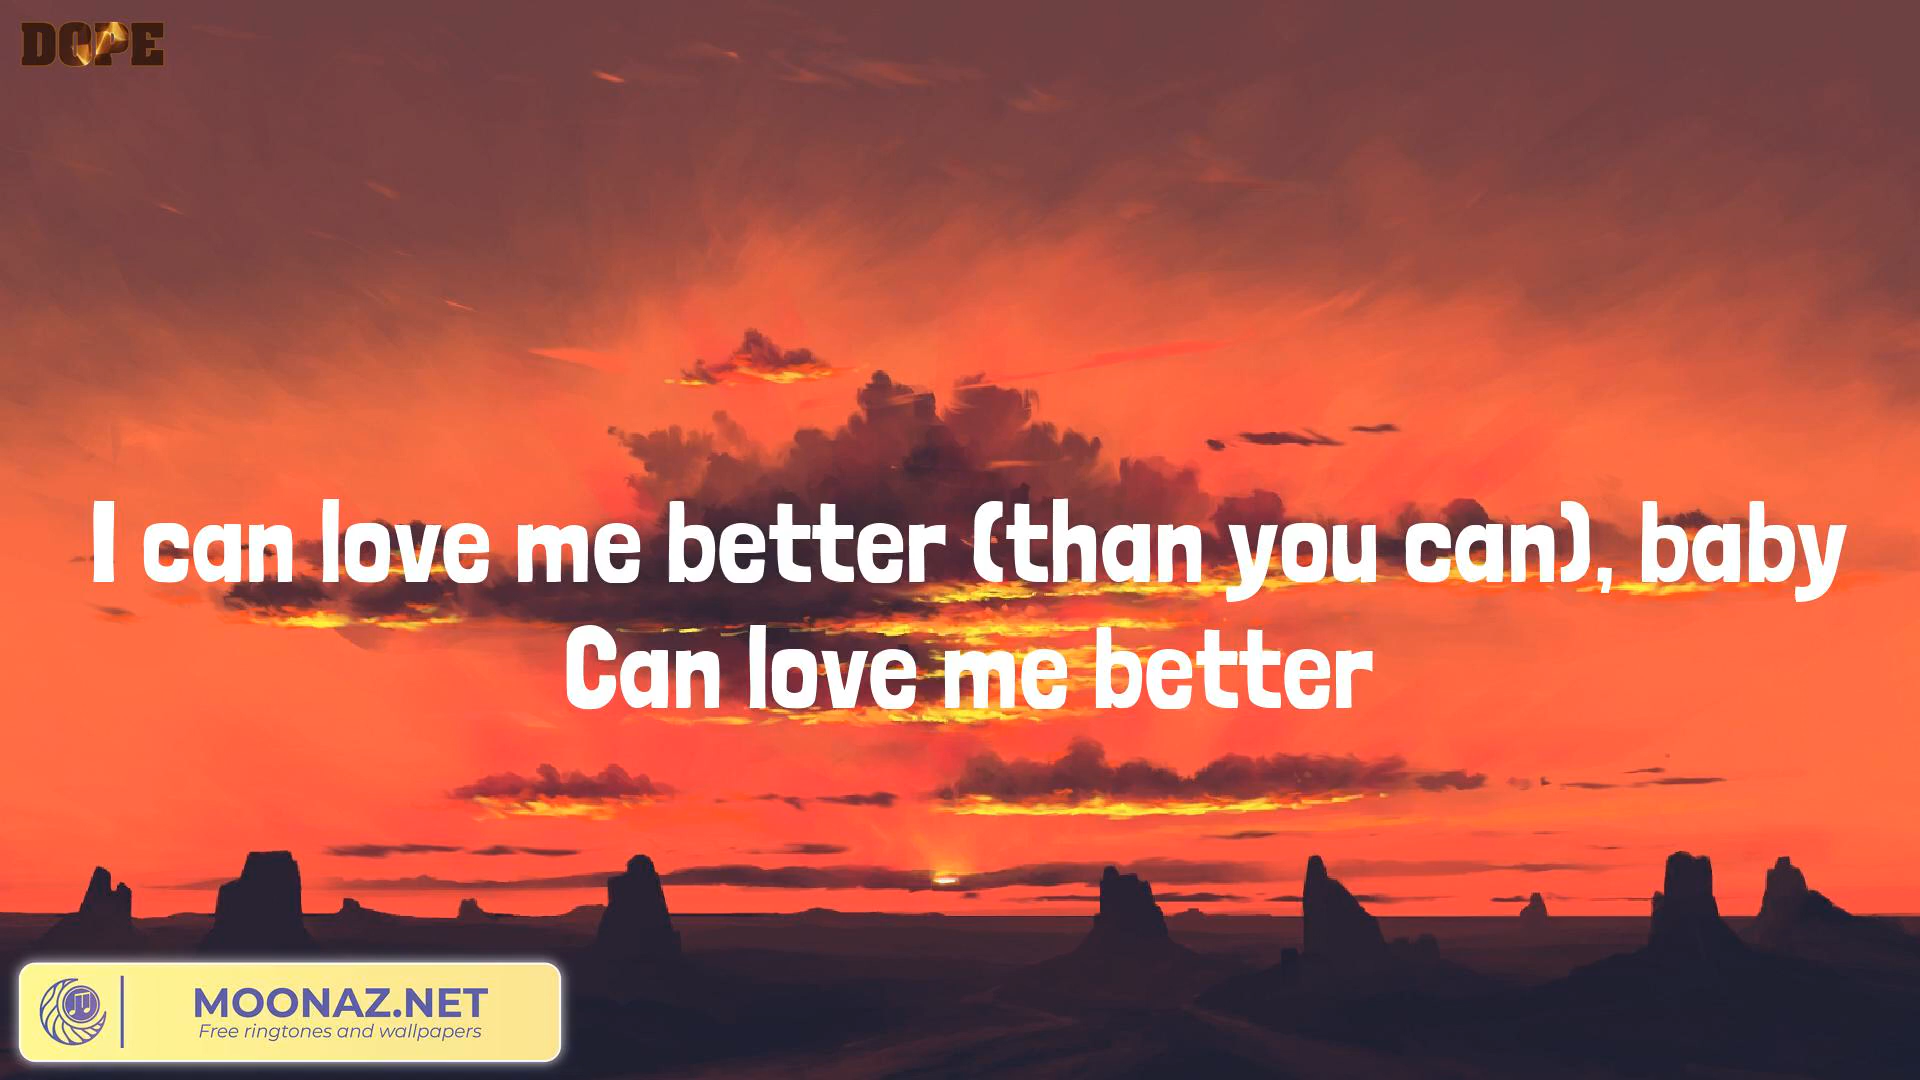 DOPE
I can love me better (than you can), baby
Can love me better
MOONAZ.NET
Free ringtones and wallpapers